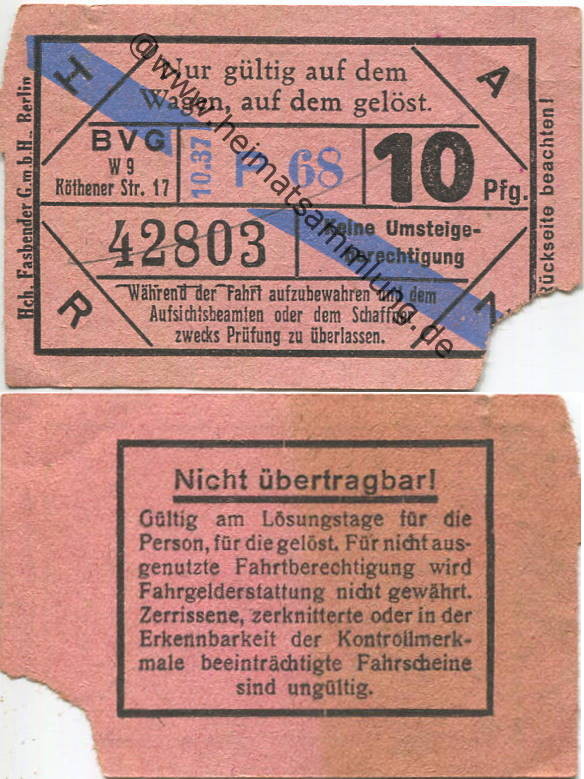 Nur gültig auf dem
Wagen, auf dem gelöst.
H
A
BVG
W 9
Köthener Str. 17
10.37
F 68
10 Pfg.
42803
Keine Umsteige-
berechtigung
R
Während der Fahrt aufzubewahren und dem
Aufsichtsbeamten oder dem Schaffner
zwecks Prüfung zu überlassen.
Hch. Fasbender G.m.b.H., Berlin
Rückseite beachten!
@www.heimatsammlung.de
Nicht übertragbar!
Gültig am Lösungstage für die
Person, für die gelöst. Für nicht aus-
genutzte Fahrtberechtigung wird
Fahrgelderstattung nicht gewährt.
Zerrissene, zerknitterte oder in der
Erkennbarkeit der Kontrollmerk-
male beeinträchtigte Fahrscheine
sind ungültig.